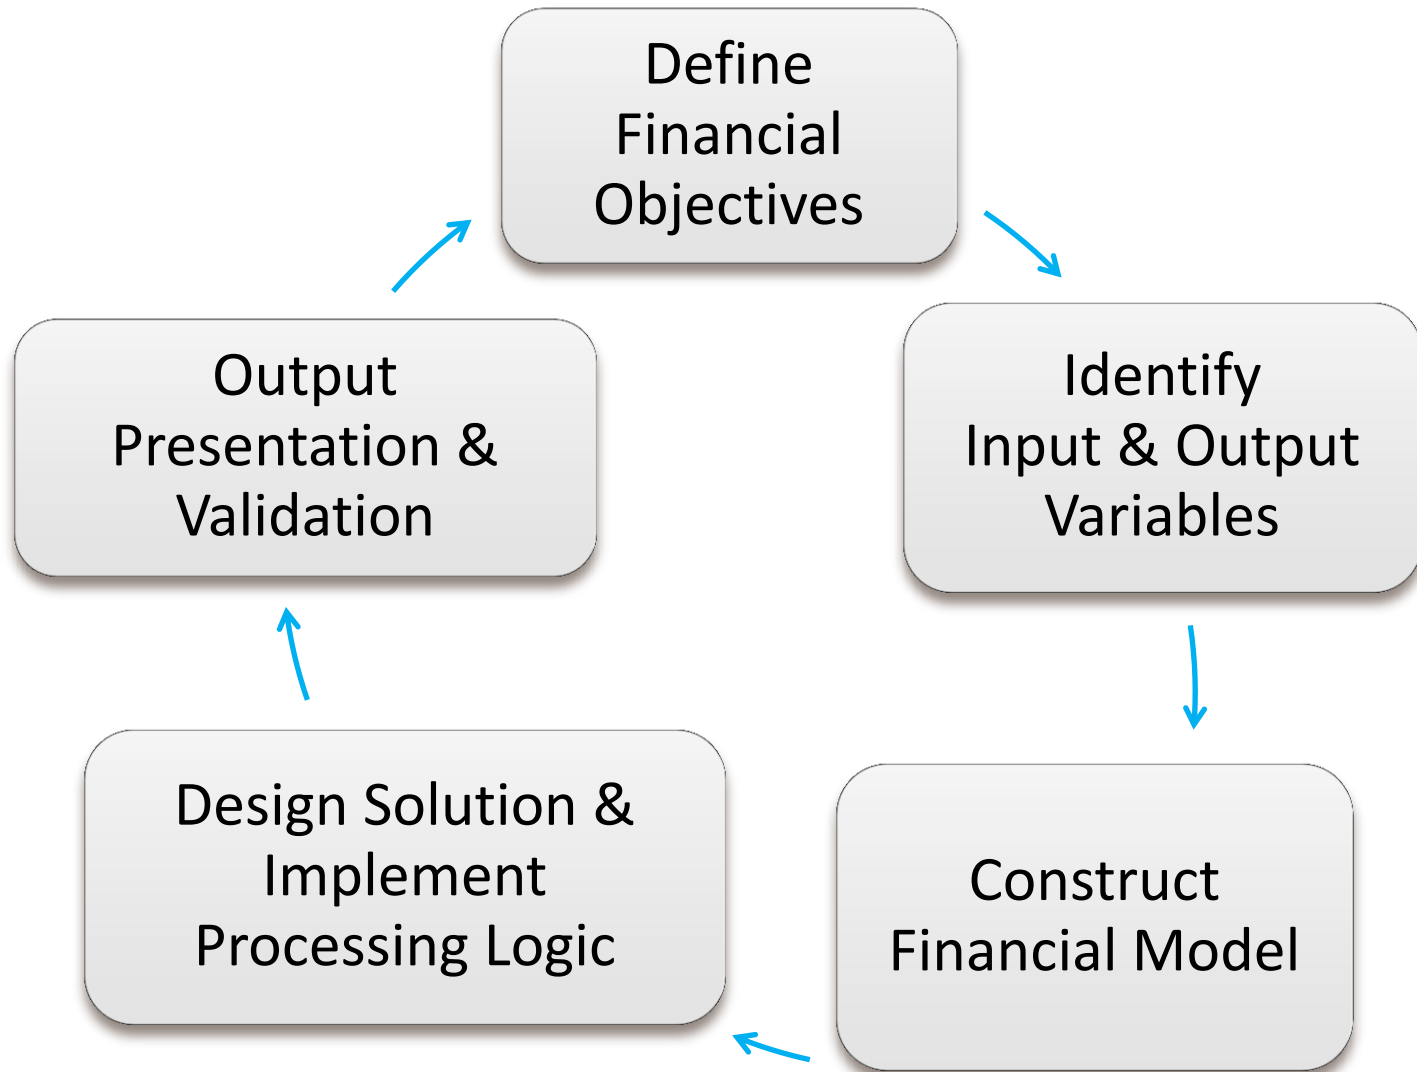 Define
Financial
Objectives
Identify
Input & Output
Variables
Construct
Financial Model
Design Solution &
Implement
Processing Logic
Output
Presentation &
Validation